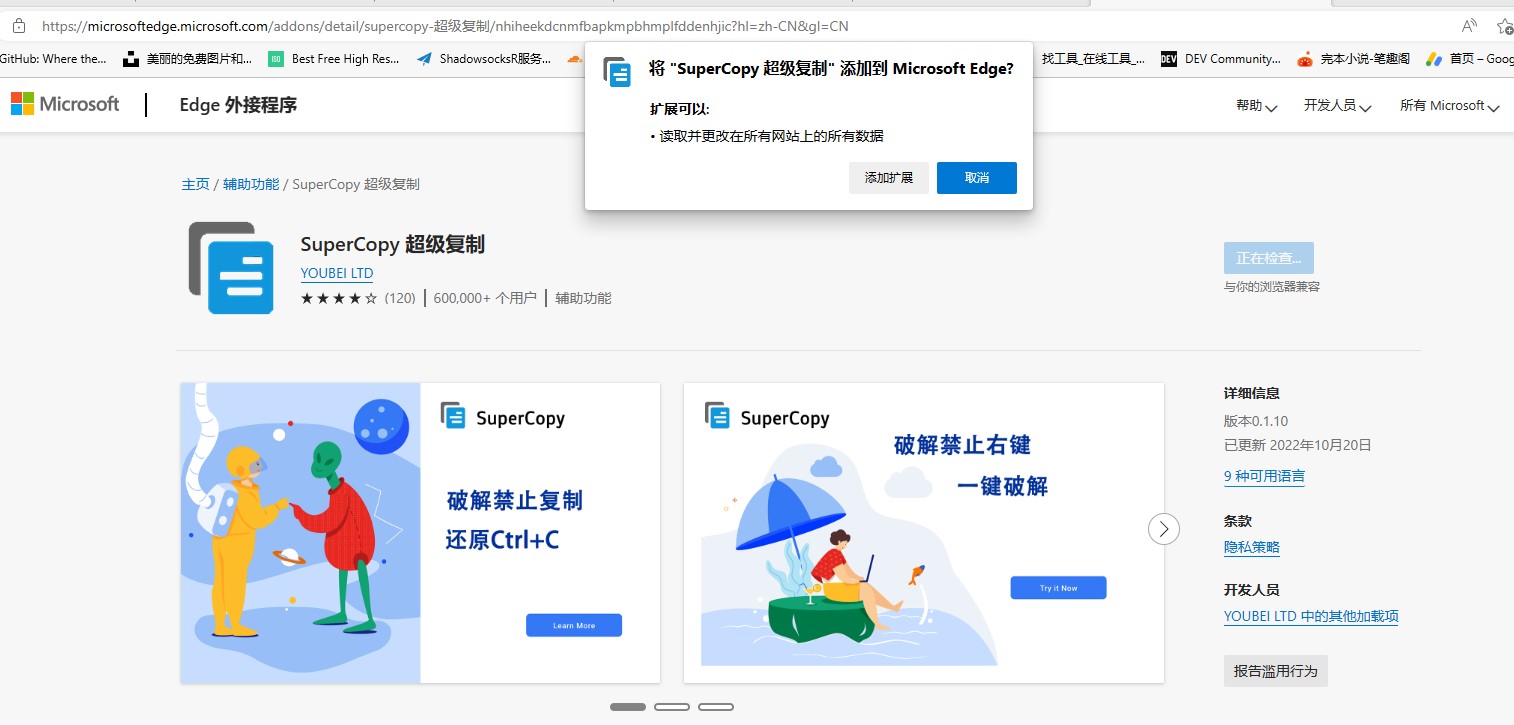 https://microsoftedge.microsoft.com/addons/detail/supercopy-超级复制/nhiheekdcnmfbapkmpbhmplfddenhjic?hl=zh-CN&gl=CN
GitHub: Where the...
美丽的免费图片和...
Best Free High Res...
ShadowsocksR服务...
找工具_在线工具_...
DEV
DEV Community...
完本小说-笔趣阁
首页 – Goog
将 "SuperCopy 超级复制" 添加到 Microsoft Edge?
扩展可以:
• 读取并更改在所有网站上的所有数据
添加扩展
取消
Microsoft
Edge 外接程序
帮助
开发人员
所有 Microsoft
主页 / 辅助功能 / SuperCopy 超级复制
SuperCopy 超级复制
YOUBEI LTD
(120)
600,000+ 个用户
辅助功能
正在检查...
与你的浏览器兼容
SuperCopy
破解禁止复制
还原Ctrl+C
Learn More
SuperCopy
破解禁止右键
一键破解
Try it Now
详细信息
版本0.1.10
已更新 2022年10月20日
9 种可用语言
条款
隐私策略
开发人员
YOUBEI LTD 中的其他加载项
报告滥用行为